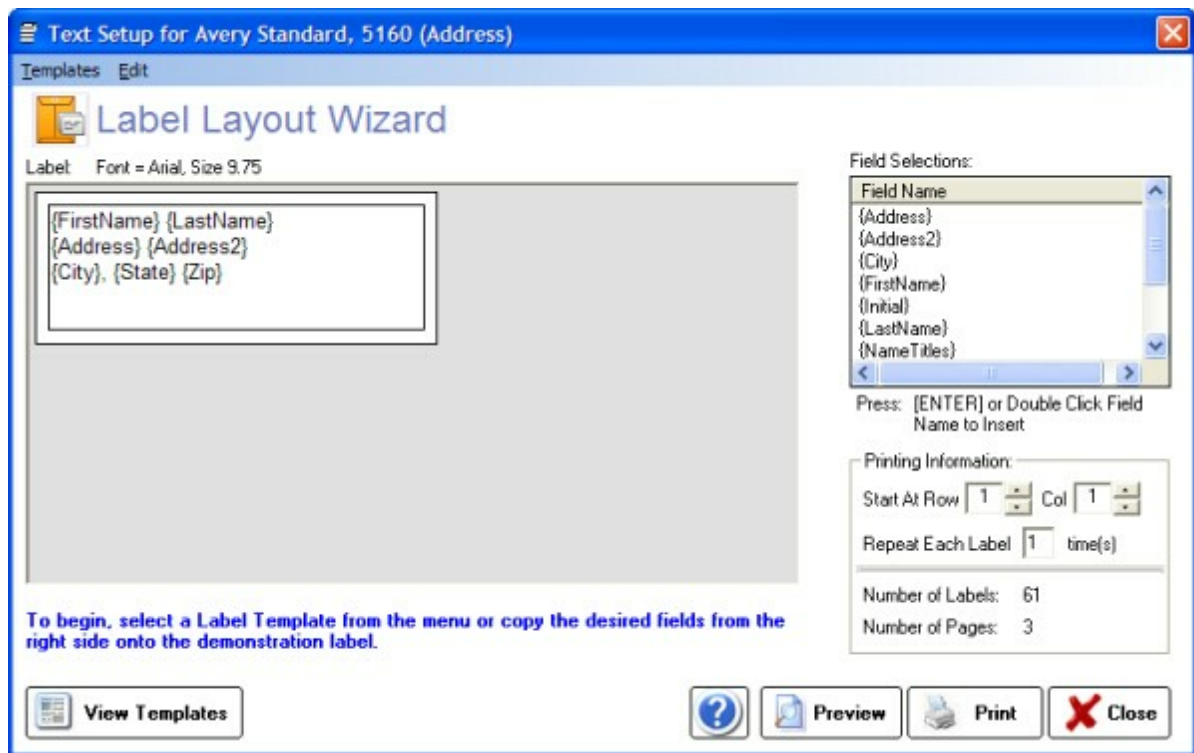 Text Setup for Avery Standard, 5160 (Address)
Templates Edit
Label Layout Wizard
Label: Font = Arial, Size 9.75
{FirstName} {LastName}
{Address} {Address2}
{City}, {State} {Zip}
To begin, select a Label Template from the menu or copy the desired fields from the
right side onto the demonstration label.
Field Selections:
Field Name
{Address}
{Address2}
{City}
{FirstName}
{Initial}
{LastName}
{NameTitles}
Press: [ENTER] or Double Click Field
Name to Insert
Printing Information:
Start At Row 1 Col 1
Repeat Each Label 1 time(s)
Number of Labels: 61
Number of Pages: 3
View Templates
?
Preview
Print
Close